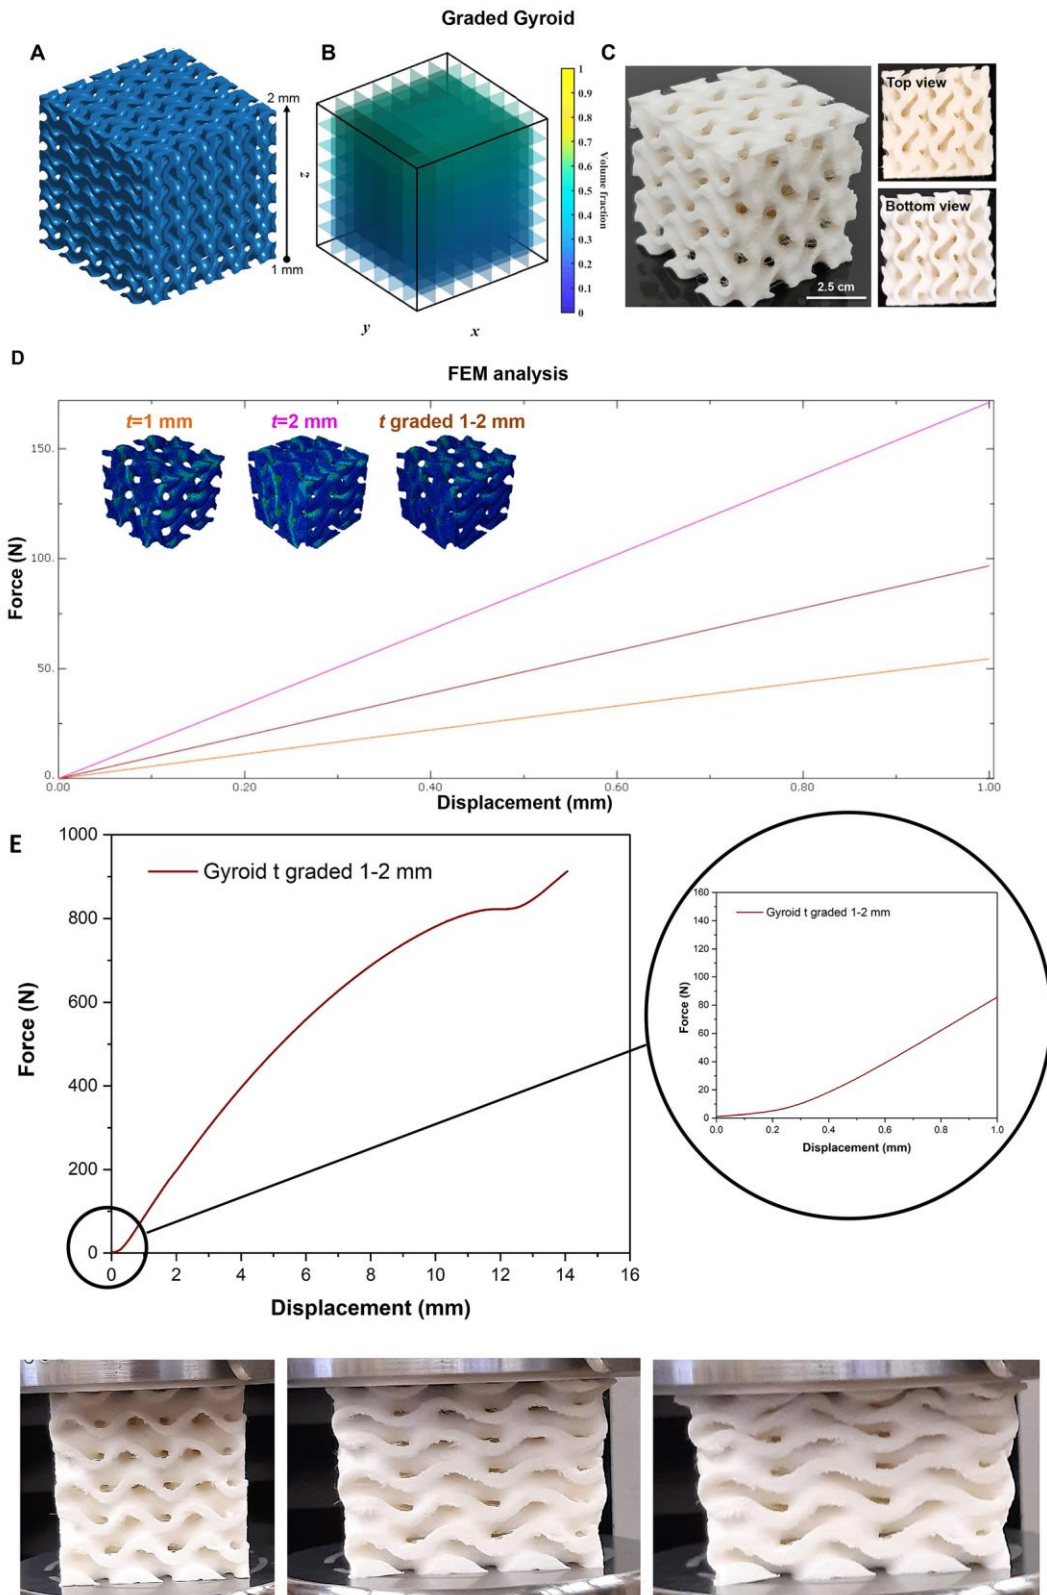 Graded Gyroid
A
2 mm
1 mm
B
z
y
x
1
0.9
0.8
0.7
0.6
0.5
0.4
0.3
0.2
0.1
0
Volume fraction
C
2.5 cm
Top view
Bottom view
D
FEM analysis
t=1 mm
t=2 mm
t graded 1-2 mm
150.
100.
50.
0.
Force (N)
0.00 0.20 0.40 0.60 0.80 1.00
Displacement (mm)
E
1000
800
600
400
200
0
Force (N)
Gyroid t graded 1-2 mm
0 2 4 6 8 10 12 14 16
Displacement (mm)
160
140
120
100
80
60
40
20
0
Force (N)
Gyroid t graded 1-2 mm
0.0 0.2 0.4 0.6 0.8 1.0
Displacement (mm)